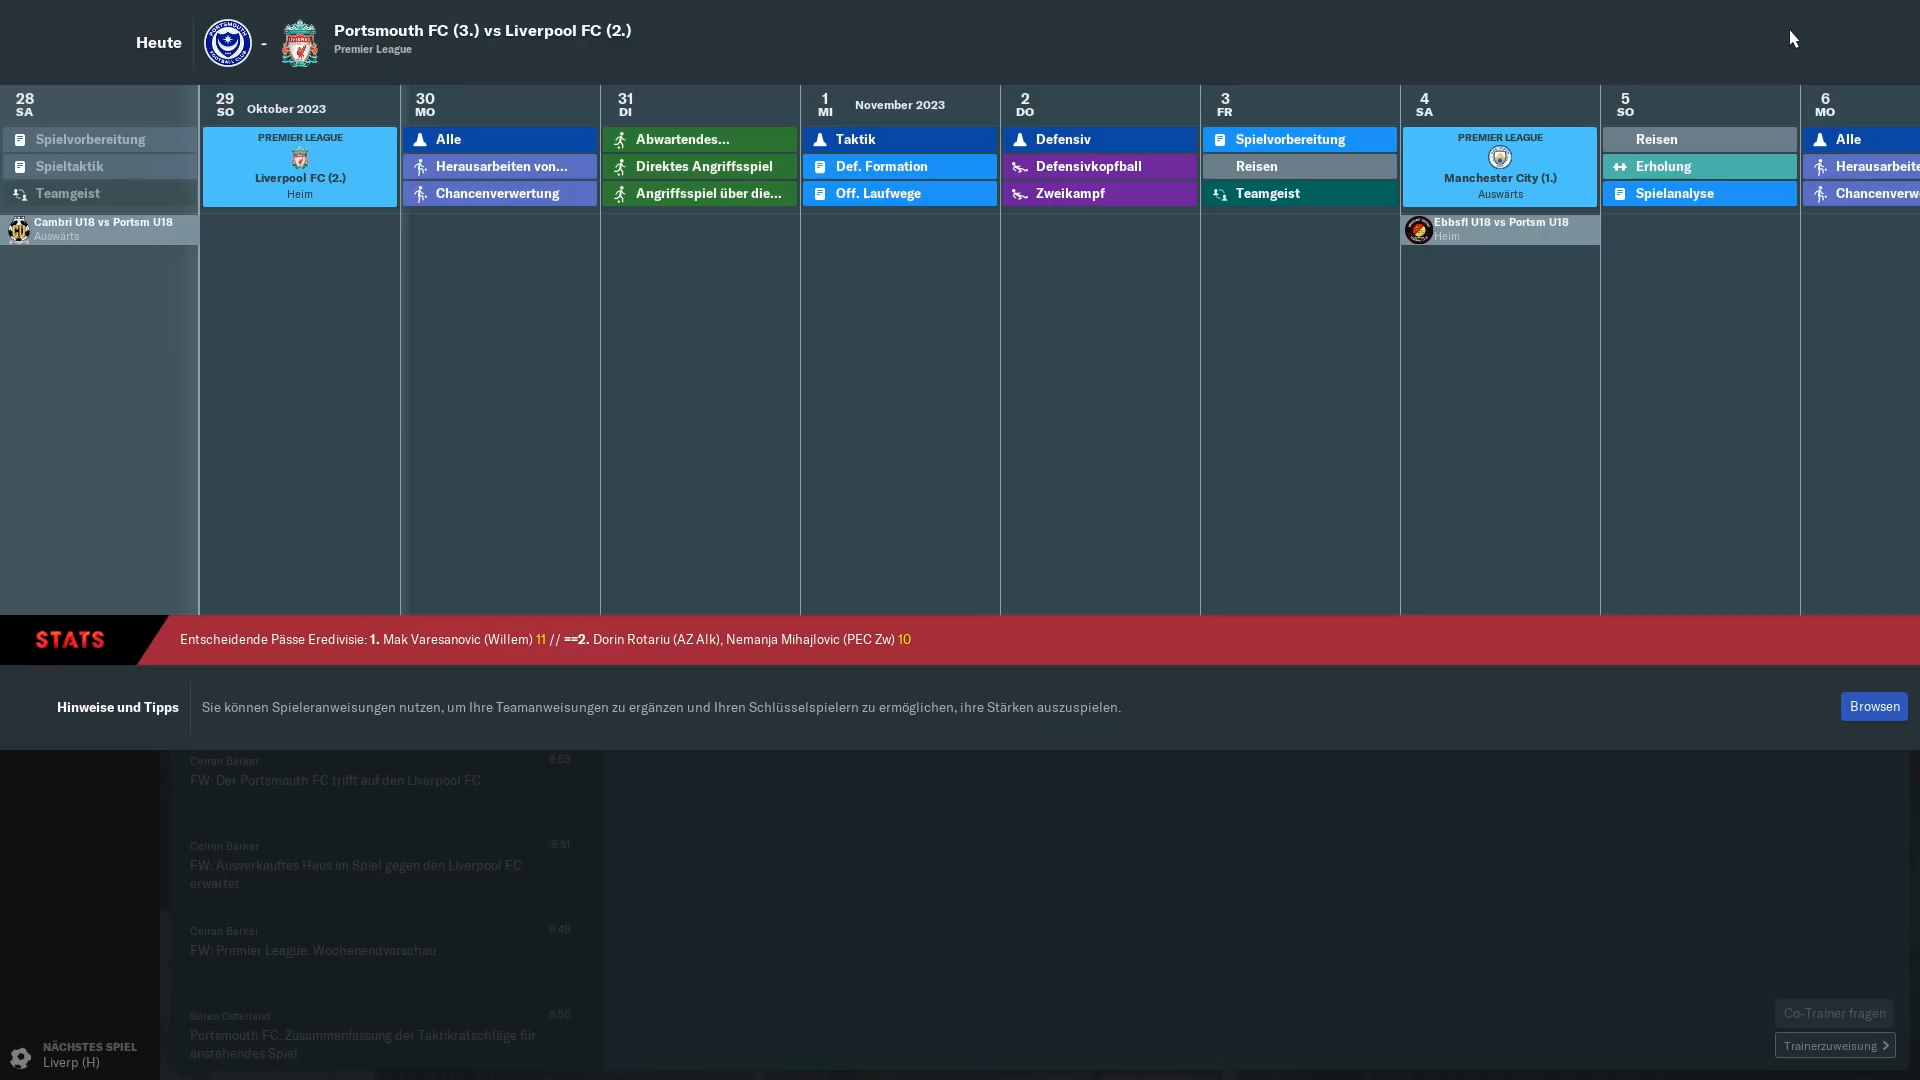 Heute
-
Portsmouth FC (3.) vs Liverpool FC (2.)
Premier League
28
SA
Spielvorbereitung
Spieltaktik
Teamgeist
Cambri U18 vs Portsm U18
Auswärts
29
SO
Oktober 2023
PREMIER LEAGUE
Liverpool FC (2.)
Heim
30
MO
Alle
Herausarbeiten von...
Chancenverwertung
31
DI
Abwartendes...
Direktes Angriffsspiel
Angriffsspiel über die...
1
MI
November 2023
Taktik
Def. Formation
Off. Laufwege
2
DO
Defensiv
Defensivkopfball
Zweikampf
3
FR
Spielvorbereitung
Reisen
Teamgeist
4
SA
PREMIER LEAGUE
Manchester City (1.)
Auswärts
Ebbsfl U18 vs Portsm U18
Heim
5
SO
Reisen
Erholung
Spielanalyse
6
MO
Alle
Herausarbeite
Chancenverw
STATS
Entscheidende Pässe Eredivisie: 1. Mak Varesanovic (Willem) 11 // ==2. Dorin Rotariu (AZ Alk), Nemanja Mihajlovic (PEC Zw) 10
Hinweise und Tipps
Sie können Spieleranweisungen nutzen, um Ihre Teamanweisungen zu ergänzen und Ihren Schlüsselspielern zu ermöglichen, ihre Stärken auszuspielen.
Browsen
Ceiran Barker
FW: Der Portsmouth FC trifft auf den Liverpool FC
Ceiran Barker
FW: Ausverkauftes Haus im Spiel gegen den Liverpool FC
erwartet
Ceiran Barker
FW: Premier League: Wochenendvorschau
Sören Osterland
Portsmouth FC: Zusammenfassung der Taktikratschläge für
anstehendes Spiel
Co-Trainer fragen
Trainerzuweisung
NÄCHSTES SPIEL
Liverp (H)